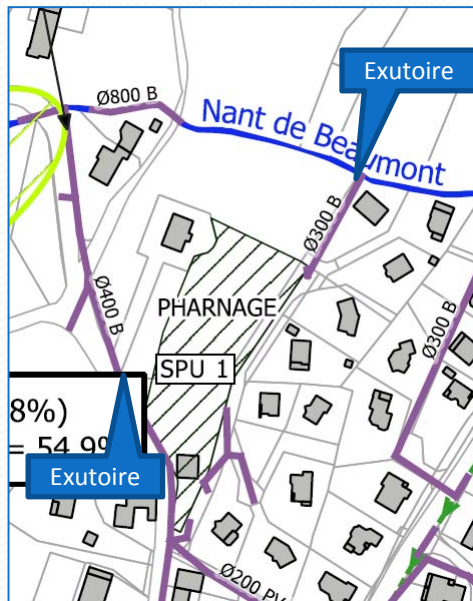 Exutoire
Ø800 B
Nant de Beaumont
Ø300 B
Ø400 B
PHARNAGE
Ø300 B
SPU 1
8%)
= 54.9%
Exutoire
Ø200 PV